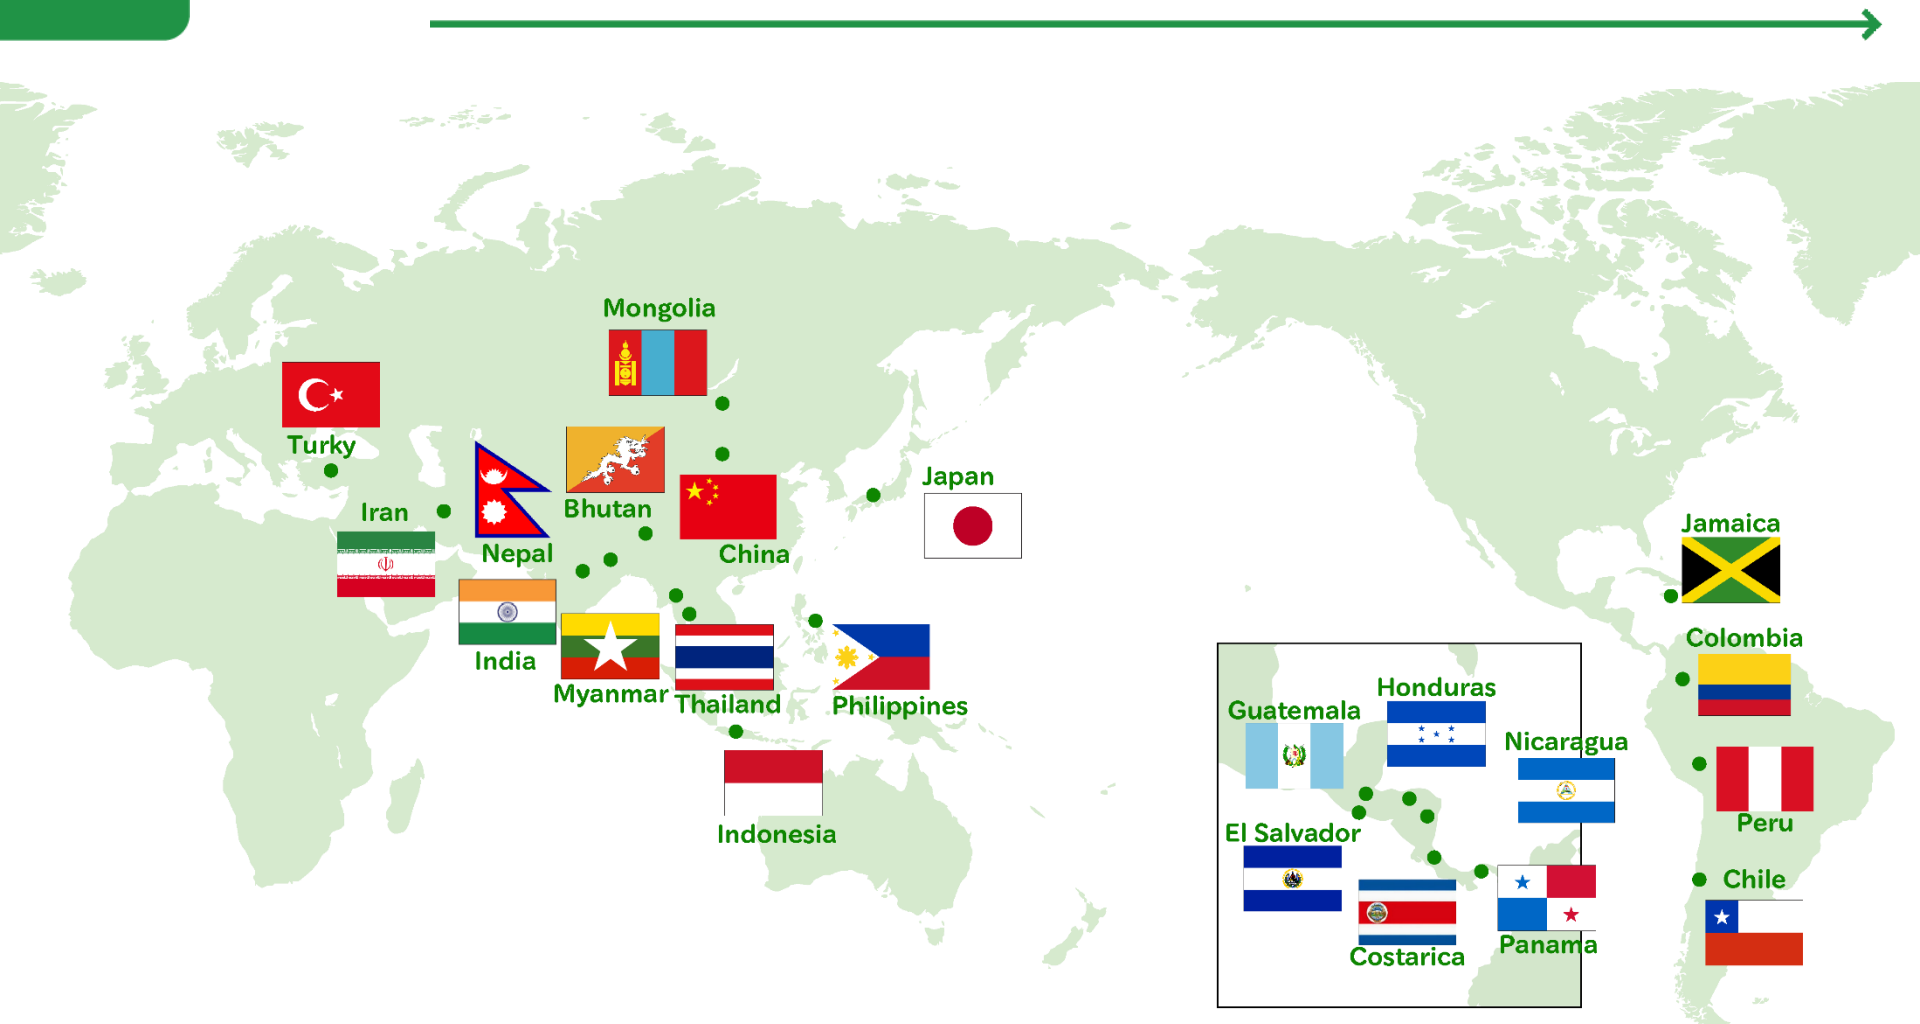 Mongolia
Turky
Japan
Iran
Bhutan
Nepal
China
Jamaica
India
Myanmar
Thailand
Philippines
Colombia
Indonesia
Honduras
Guatemala
Nicaragua
El Salvador
Peru
Chile
Costarica
Panama